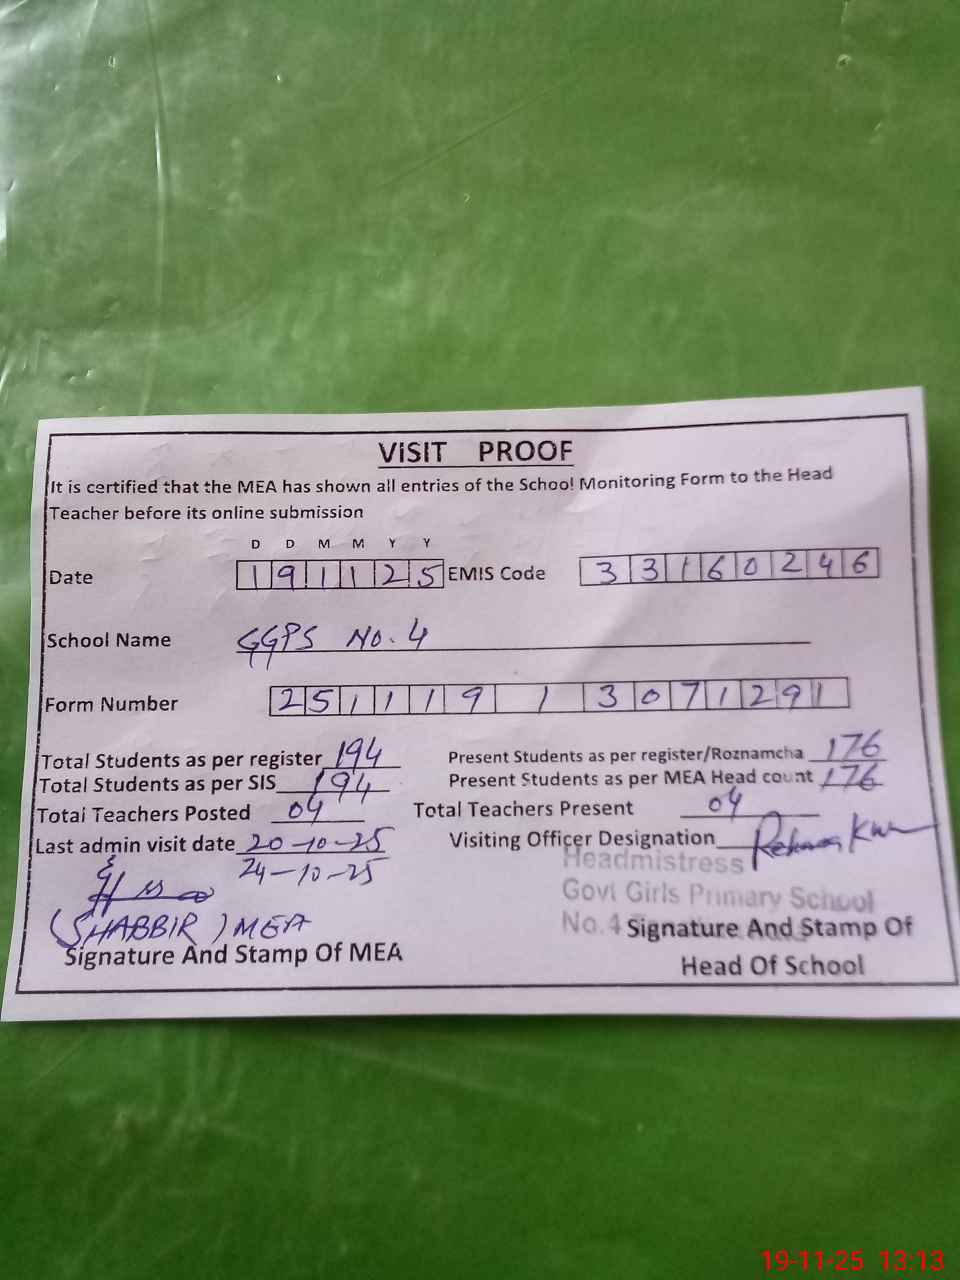 VISIT PROOF
It is certified that the MEA has shown all entries of the School Monitoring Form to the Head
Teacher before its online submission
D D M M Y Y
Date 1 9 1 1 2 5 EMIS Code 3 3 1 6 0 2 4 6
School Name GGPS No. 4
Form Number 2 5 1 1 1 9 1 3 0 7 1 2 9 1
Total Students as per register 194 Present Students as per register/Roznamcha 176
Total Students as per SIS 194 Present Students as per MEA Head count 176
Total Teachers Posted 04 Total Teachers Present 04
Last admin visit date 20-10-25 Visiting Officer Designation
& 24-10-25
Headmistress
Govt Girls Primary School
No. 4
(SHABBIR) MEA
Signature And Stamp Of MEA
Signature And Stamp Of
Head Of School
19-11-25 13:13